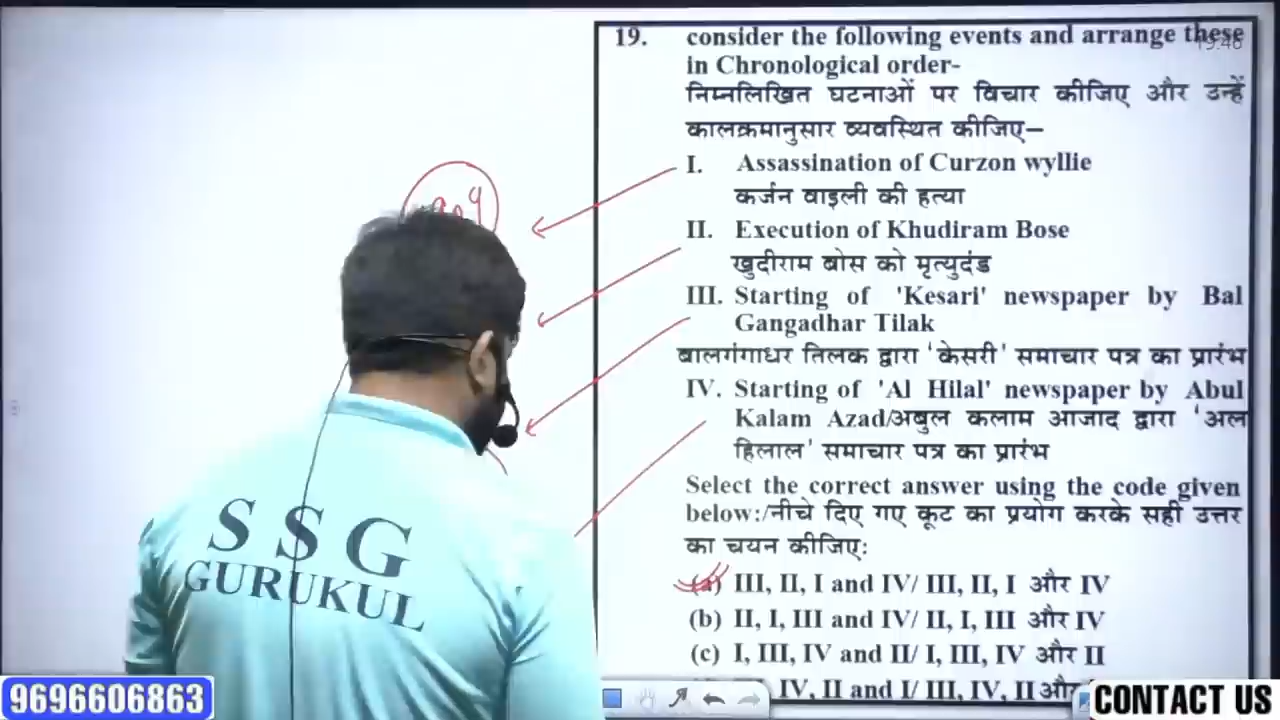 19. consider the following events and arrange these
in Chronological order-
निम्नलिखित घटनाओं पर विचार कीजिए और उन्हें
कालक्रमानुसार व्यवस्थित कीजिए–
I. Assassination of Curzon wyllie
कर्जन वाइली की हत्या
II. Execution of Khudiram Bose
खुदीराम बोस को मृत्युदंड
III. Starting of 'Kesari' newspaper by Bal
Gangadhar Tilak
बालगंगाधर तिलक द्वारा 'केसरी' समाचार पत्र का प्रारंभ
IV. Starting of 'Al Hilal' newspaper by Abul
Kalam Azad/अबुल कलाम आजाद द्वारा 'अल
हिलाल' समाचार पत्र का प्रारंभ
Select the correct answer using the code given
below:/नीचे दिए गए कूट का प्रयोग करके सही उत्तर
का चयन कीजिए:
(a) III, II, I and IV/ III, II, I और IV
(b) II, I, III and IV/ II, I, III और IV
(c) I, III, IV and II/ I, III, IV और II
IV, II and I/ III, IV, II और
SSG
GURUKUL
9696606863
CONTACT US